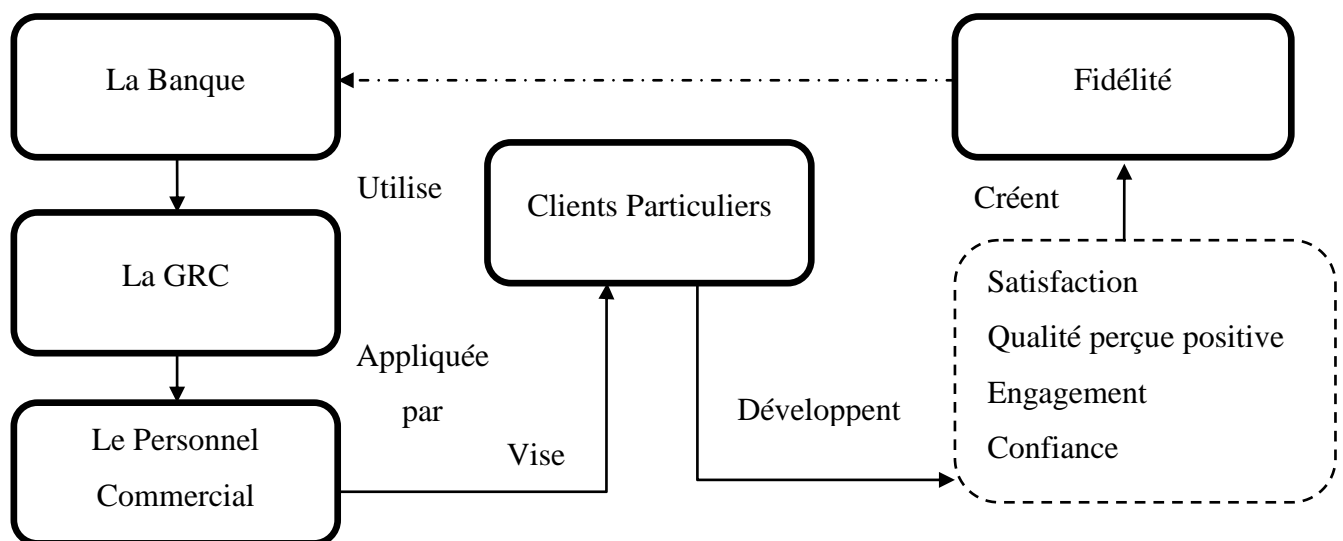 La Banque
Fidélité
Utilise
Clients Particuliers
Créent
La GRC
Satisfaction
Qualité perçue positive
Engagement
Confiance
Appliquée
par
Développent
Le Personnel
Commercial
Vise